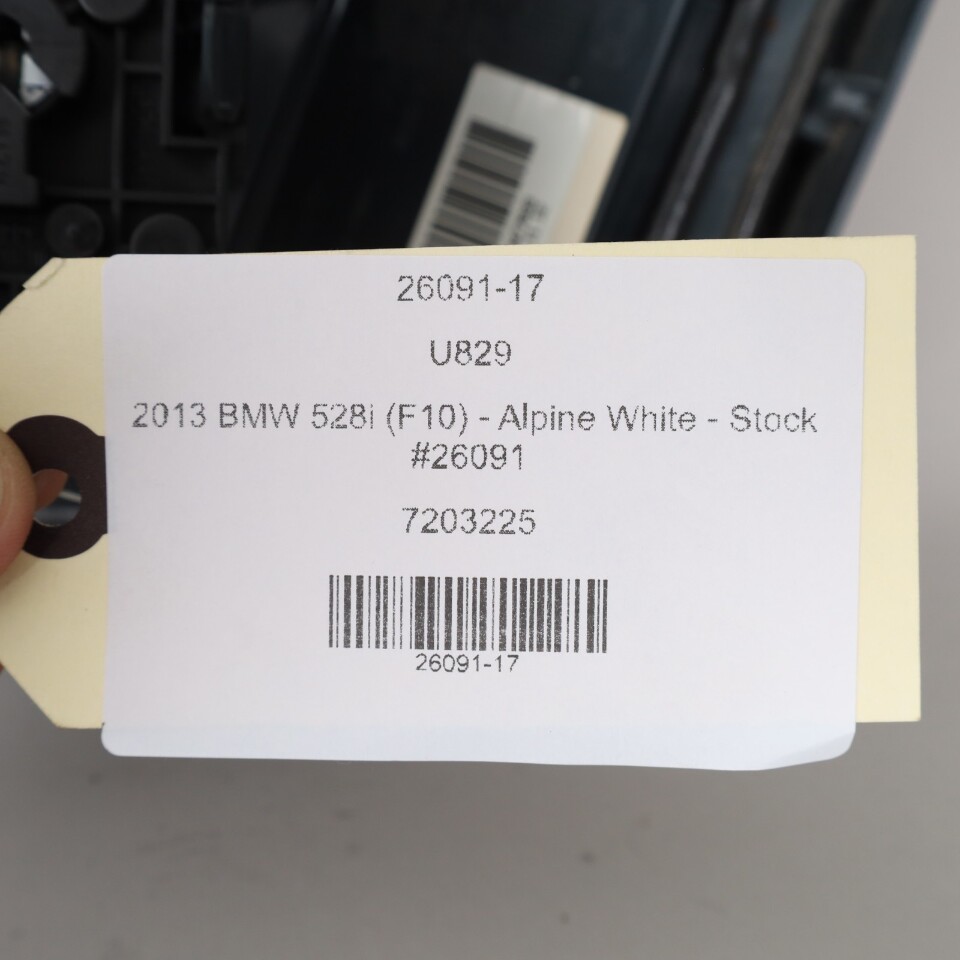 26091-17
U829
2013 BMW 528i (F10) - Alpine White - Stock
#26091
7203225
26091-17